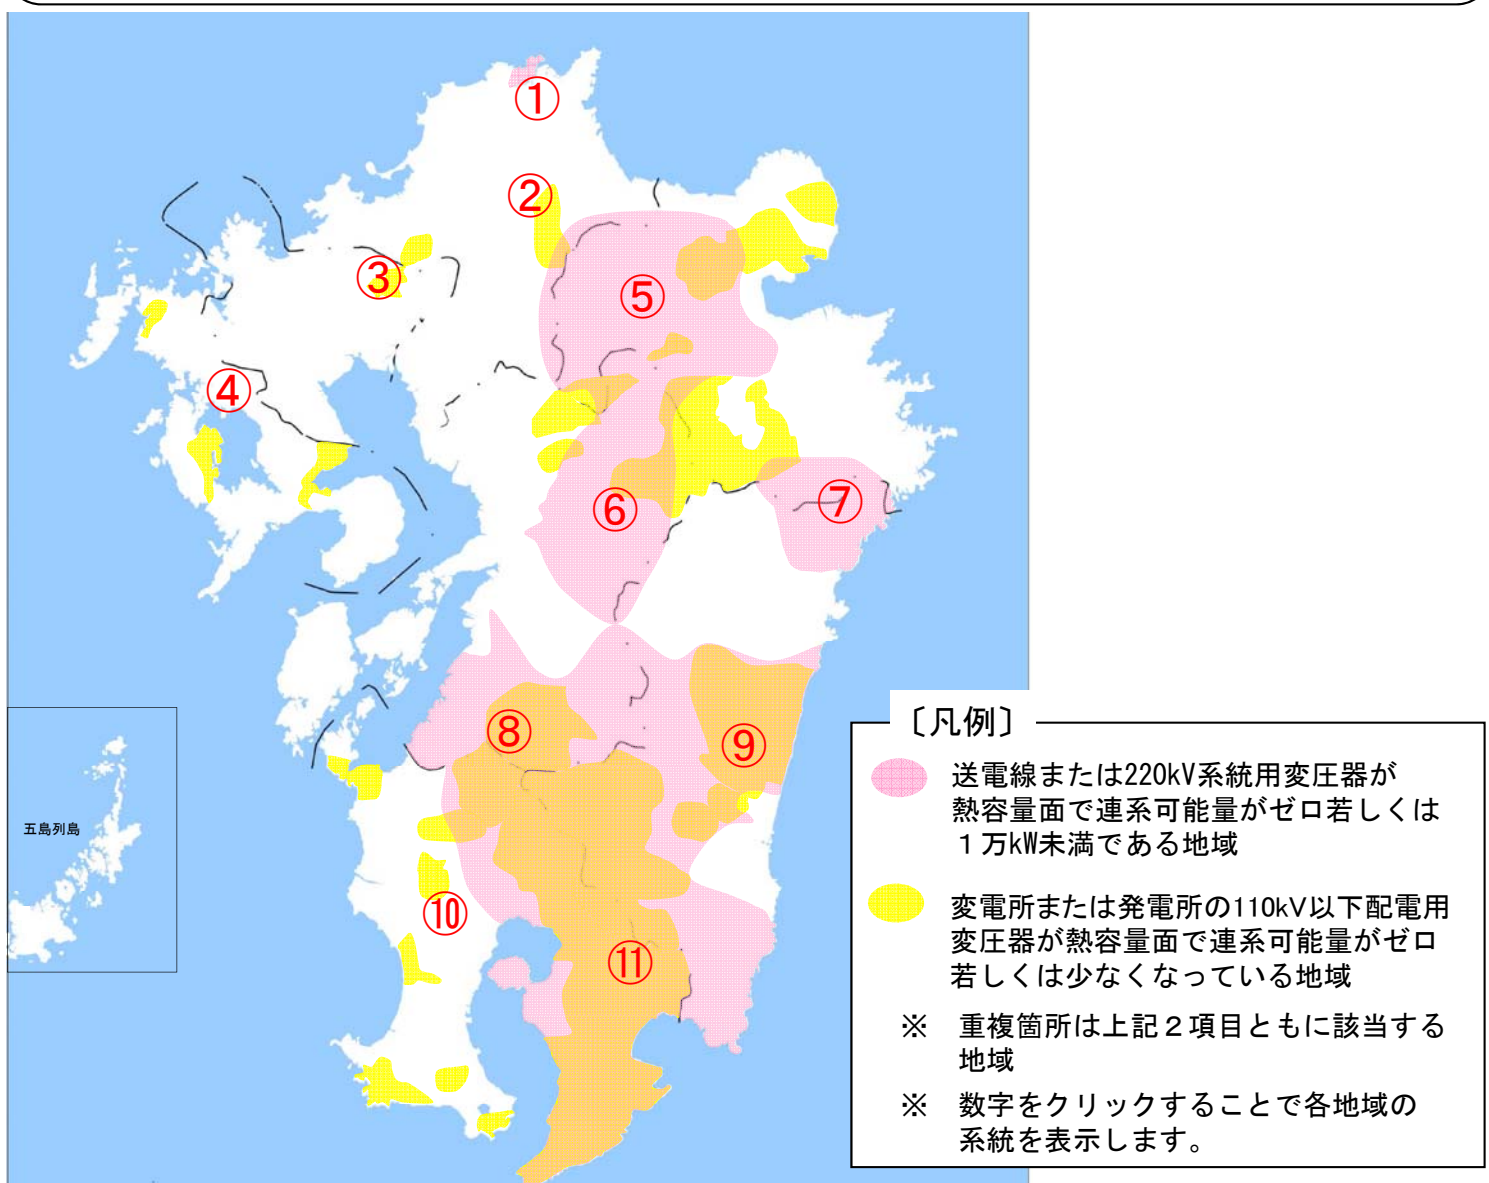 ①
②
③
⑤
④
⑥
⑦
⑧
⑨
⑩
⑪
五島列島
〔凡例〕
送電線または220kV系統用変圧器が
熱容量面で連系可能量がゼロ若しくは
１万kW未満である地域
変電所または発電所の110kV以下配電用
変圧器が熱容量面で連系可能量がゼロ
若しくは少なくなっている地域
※　重複箇所は上記２項目ともに該当する
地域
※　数字をクリックすることで各地域の
系統を表示します。